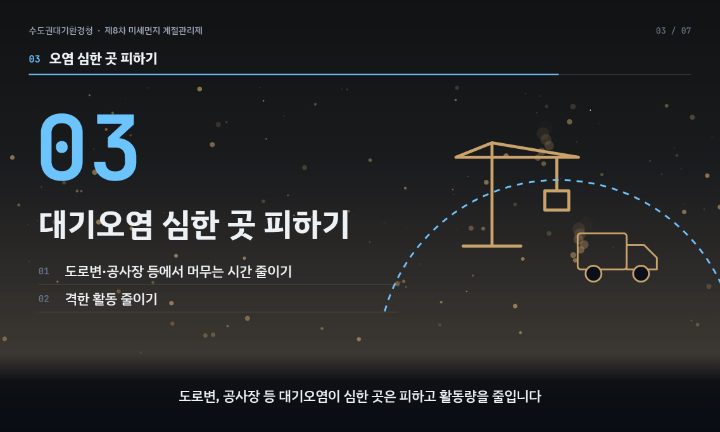 수도권대기환경청 · 제8차 미세먼지 계절관리제
03 / 07
03 오염 심한 곳 피하기
03
대기오염 심한 곳 피하기
01 도로변·공사장 등에서 머무는 시간 줄이기
02 격한 활동 줄이기
도로변, 공사장 등 대기오염이 심한 곳은 피하고 활동량을 줄입니다